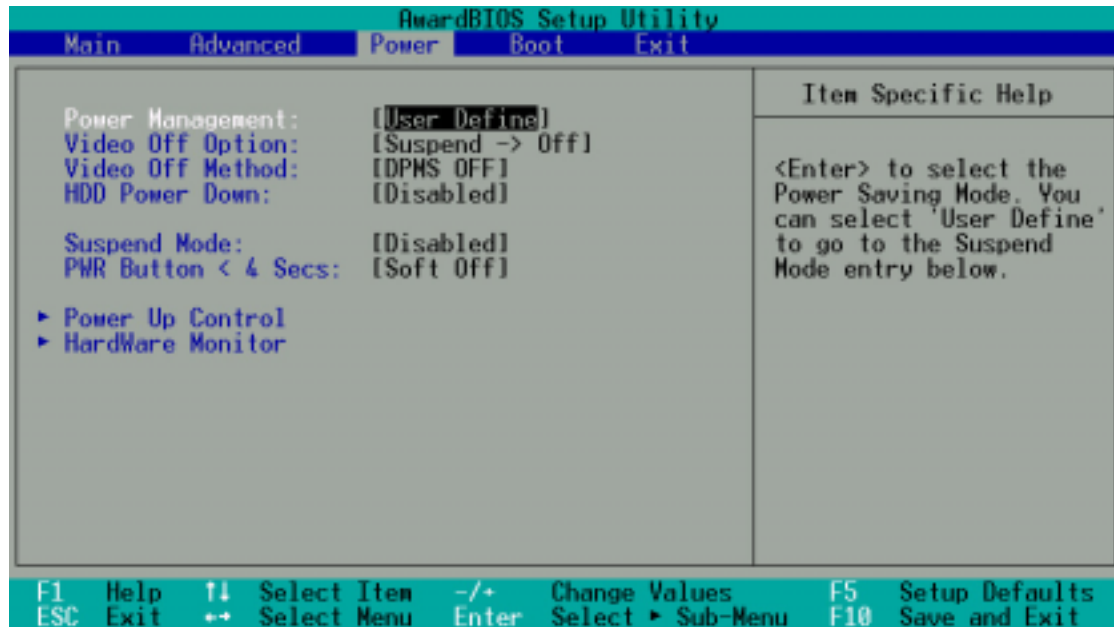 AwardBIOS Setup Utility
Main Advanced Power Boot Exit
Power Management: [User Define]
Video Off Option: [Suspend -> Off]
Video Off Method: [DPMS OFF]
HDD Power Down: [Disabled]
Suspend Mode: [Disabled]
PWR Button < 4 Secs: [Soft Off]
► Power Up Control
► HardWare Monitor
Item Specific Help
<Enter> to select the
Power Saving Mode. You
can select 'User Define'
to go to the Suspend
Mode entry below.
F1 Help ↑↓ Select Item -/+ Change Values F5 Setup Defaults
ESC Exit ←→ Select Menu Enter Select ► Sub-Menu F10 Save and Exit